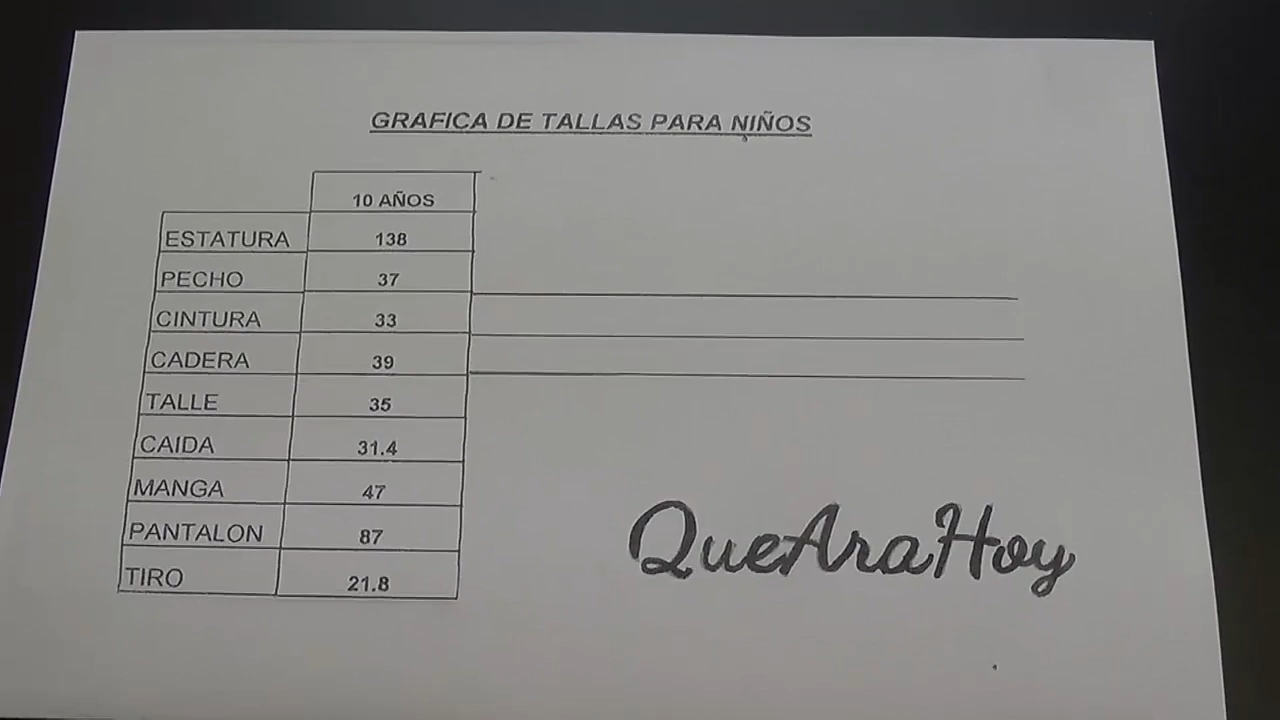 GRAFICA DE TALLAS PARA NIÑOS
10 AÑOS
ESTATURA 138
PECHO 37
CINTURA 33
CADERA 39
TALLE 35
CAIDA 31.4
MANGA 47
PANTALON 87
TIRO 21.8
QueAraHoy